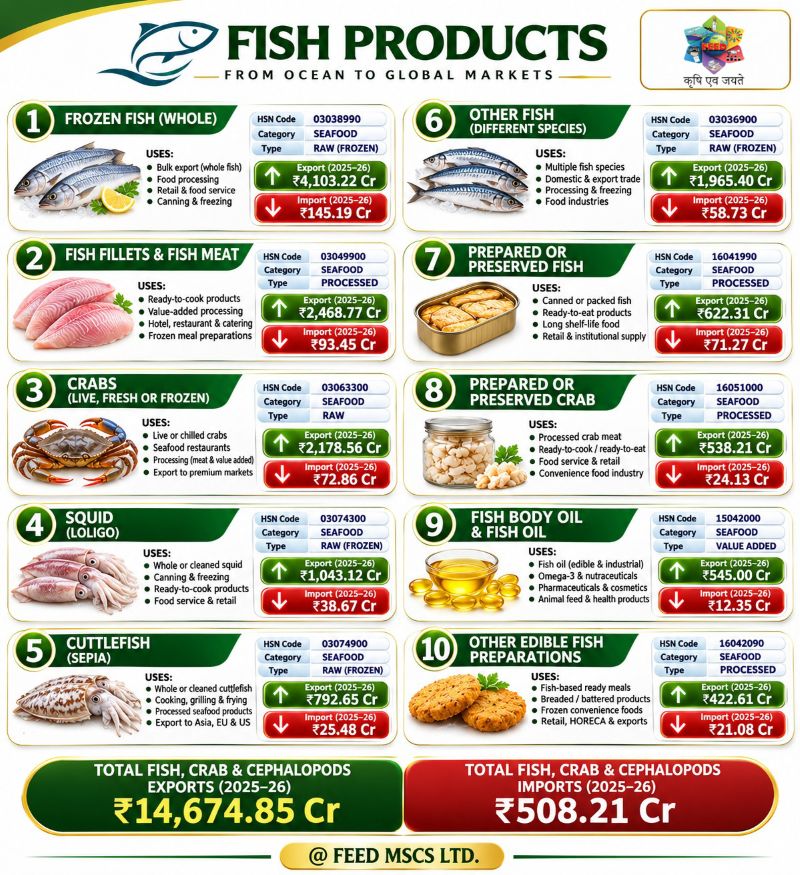 FISH PRODUCTS
FROM OCEAN TO GLOBAL MARKETS
FEED
कृषि एव जयते
1
FROZEN FISH (WHOLE)
USES:
• Bulk export (whole fish)
• Food processing
• Retail & food service
• Canning & freezing
HSN Code 03038990
Category SEAFOOD
Type RAW (FROZEN)
Export (2025–26)
₹4,103.22 Cr
Import (2025–26)
₹145.19 Cr
2
FISH FILLETS & FISH MEAT
USES:
• Ready-to-cook products
• Value-added processing
• Hotel, restaurant & catering
• Frozen meal preparations
HSN Code 03049900
Category SEAFOOD
Type PROCESSED
Export (2025–26)
₹2,468.77 Cr
Import (2025–26)
₹93.45 Cr
3
CRABS
(LIVE, FRESH OR FROZEN)
USES:
• Live or chilled crabs
• Seafood restaurants
• Processing (meat & value added)
• Export to premium markets
HSN Code 03063300
Category SEAFOOD
Type RAW
Export (2025–26)
₹2,178.56 Cr
Import (2025–26)
₹72.86 Cr
4
SQUID
(LOLIGO)
USES:
• Whole or cleaned squid
• Canning & freezing
• Ready-to-cook products
• Food service & retail
HSN Code 03074300
Category SEAFOOD
Type RAW (FROZEN)
Export (2025–26)
₹1,043.12 Cr
Import (2025–26)
₹38.67 Cr
5
CUTTLEFISH
(SEPIA)
USES:
• Whole or cleaned cuttlefish
• Cooking, grilling & frying
• Processed seafood products
• Export to Asia, EU & US
HSN Code 03074900
Category SEAFOOD
Type RAW (FROZEN)
Export (2025–26)
₹792.65 Cr
Import (2025–26)
₹25.48 Cr
6
OTHER FISH
(DIFFERENT SPECIES)
USES:
• Multiple fish species
• Domestic & export trade
• Processing & freezing
• Food industries
HSN Code 03036900
Category SEAFOOD
Type RAW (FROZEN)
Export (2025–26)
₹1,965.40 Cr
Import (2025–26)
₹58.73 Cr
7
PREPARED OR
PRESERVED FISH
USES:
• Canned or packed fish
• Ready-to-eat products
• Long shelf-life food
• Retail & institutional supply
HSN Code 16041990
Category SEAFOOD
Type PROCESSED
Export (2025–26)
₹622.31 Cr
Import (2025–26)
₹71.27 Cr
8
PREPARED OR
PRESERVED CRAB
USES:
• Processed crab meat
• Ready-to-cook / ready-to-eat
• Food service & retail
• Convenience food industry
HSN Code 16051000
Category SEAFOOD
Type PROCESSED
Export (2025–26)
₹538.21 Cr
Import (2025–26)
₹24.13 Cr
9
FISH BODY OIL
& FISH OIL
USES:
• Fish oil (edible & industrial)
• Omega-3 & nutraceuticals
• Pharmaceuticals & cosmetics
• Animal feed & health products
HSN Code 15042000
Category SEAFOOD
Type VALUE ADDED
Export (2025–26)
₹545.00 Cr
Import (2025–26)
₹12.35 Cr
10
OTHER EDIBLE FISH
PREPARATIONS
USES:
• Fish-based ready meals
• Breaded / battered products
• Frozen convenience foods
• Retail, HORECA & exports
HSN Code 16042090
Category SEAFOOD
Type PROCESSED
Export (2025–26)
₹422.61 Cr
Import (2025–26)
₹21.08 Cr
TOTAL FISH, CRAB & CEPHALOPODS
EXPORTS (2025–26)
₹14,674.85 Cr
TOTAL FISH, CRAB & CEPHALOPODS
IMPORTS (2025–26)
₹508.21 Cr
@ FEED MSCS LTD.